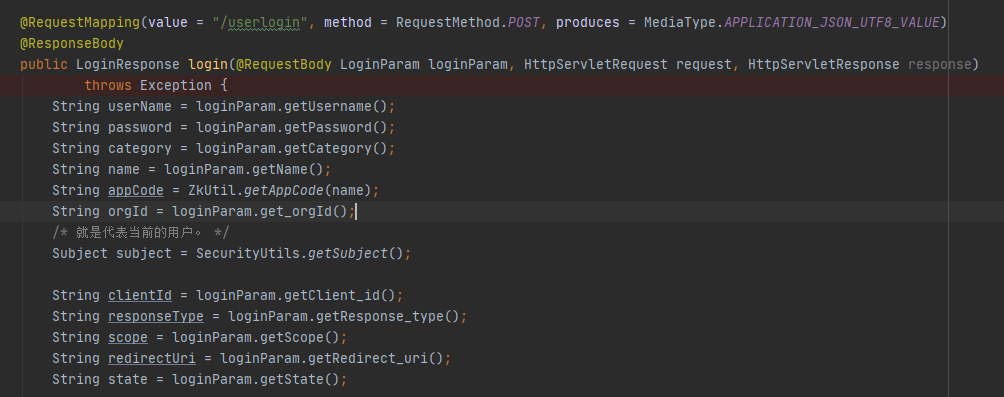 @RequestMapping(value = "/userlogin", method = RequestMethod.POST, produces = MediaType.APPLICATION_JSON_UTF8_VALUE)
@ResponseBody
public LoginResponse login(@RequestBody LoginParam loginParam, HttpServletRequest request, HttpServletResponse response)
throws Exception {
String userName = loginParam.getUsername();
String password = loginParam.getPassword();
String category = loginParam.getCategory();
String name = loginParam.getName();
String appCode = ZkUtil.getAppCode(name);
String orgId = loginParam.get_orgId();
/* 就是代表当前的用户。 */
Subject subject = SecurityUtils.getSubject();
String clientId = loginParam.getClient_id();
String responseType = loginParam.getResponse_type();
String scope = loginParam.getScope();
String redirectUri = loginParam.getRedirect_uri();
String state = loginParam.getState();